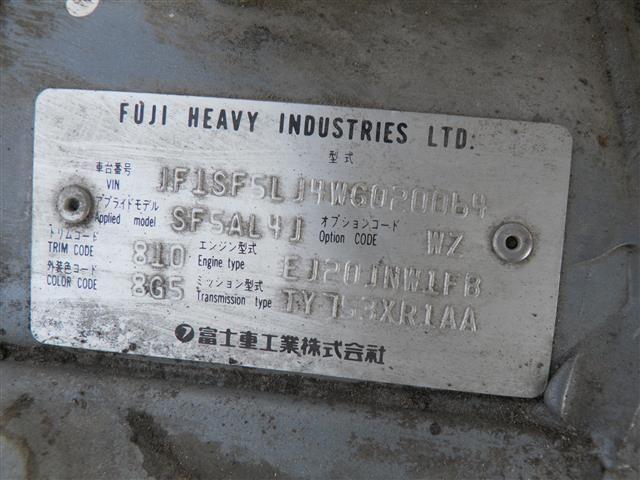 FUJI HEAVY INDUSTRIES LTD.
型式
車台番号 VIN JF1SF5LJ4WG020064
アプライドモデル Applied model SF5AL4J オプションコード Option CODE WZ
トリムコード TRIM CODE 810 エンジン型式 Engine type EJ20JNW1FB
外装色コード COLOR CODE 8G5 ミッション型式 Transmission type TY753XR1AA
富士重工業株式会社